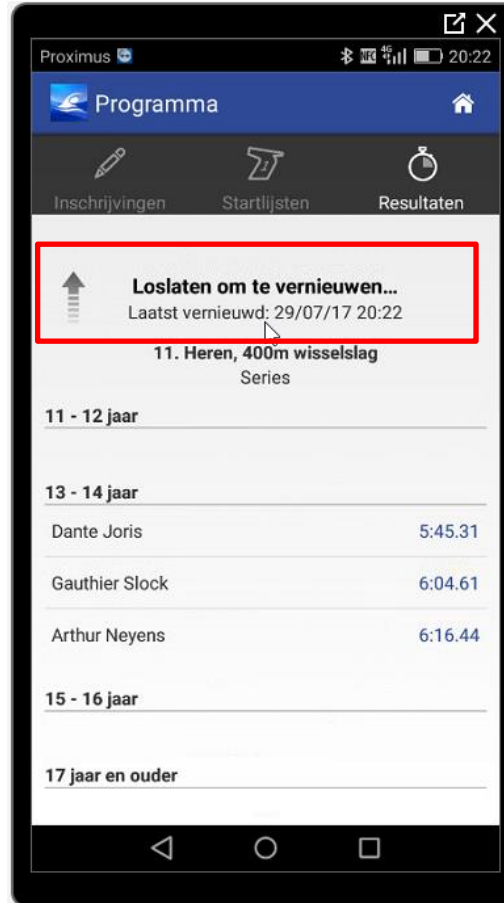 Proximus NFC 4G 20:22
Programma
Inschrijvingen Startlijsten Resultaten
Loslaten om te vernieuwen...
Laatst vernieuwd: 29/07/17 20:22
11. Heren, 400m wisselslag
Series
11 - 12 jaar
13 - 14 jaar
Dante Joris 5:45.31
Gauthier Slock 6:04.61
Arthur Neyens 6:16.44
15 - 16 jaar
17 jaar en ouder